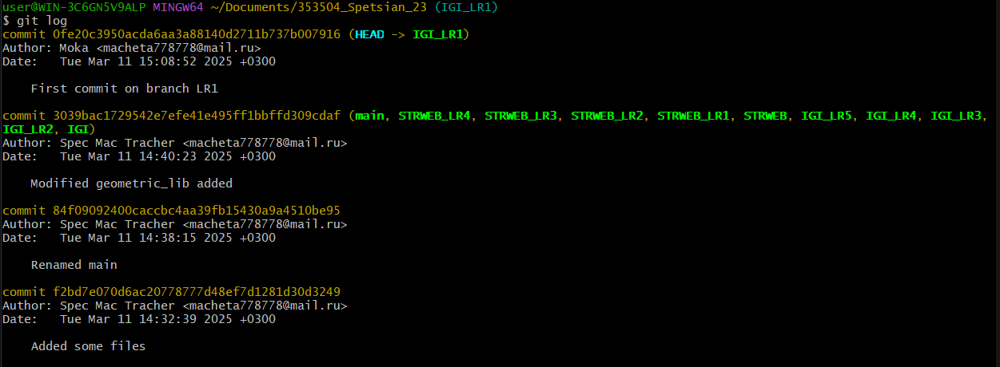 user@WIN-3C6GN5V9ALP MINGW64 ~/Documents/353504_Spetsian_23 (IGI_LR1)
$ git log
commit 0fe20c3950acda6aa3a88140d2711b737b007916 (HEAD -> IGI_LR1)
Author: Moka <macheta778778@mail.ru>
Date:   Tue Mar 11 15:08:52 2025 +0300
    First commit on branch LR1
commit 3039bac1729542e7efe41e495ff1bbffd309cdaf (main, STRWEB_LR4, STRWEB_LR3, STRWEB_LR2, STRWEB_LR1, STRWEB, IGI_LR5, IGI_LR4, IGI_LR3,
IGI_LR2, IGI)
Author: Spec Mac Tracher <macheta778778@mail.ru>
Date:   Tue Mar 11 14:40:23 2025 +0300
    Modified geometric_lib added
commit 84f09092400caccbc4aa39fb15430a9a4510be95
Author: Spec Mac Tracher <macheta778778@mail.ru>
Date:   Tue Mar 11 14:38:15 2025 +0300
    Renamed main
commit f2bd7e070d6ac20778777d48ef7d1281d30d3249
Author: Spec Mac Tracher <macheta778778@mail.ru>
Date:   Tue Mar 11 14:32:39 2025 +0300
    Added some files